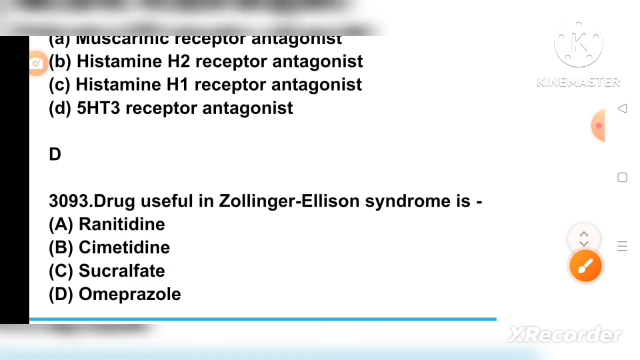 (a) Muscarinic receptor antagonist
(b) Histamine H2 receptor antagonist
(c) Histamine H1 receptor antagonist
(d) 5HT3 receptor antagonist
D
3093.Drug useful in Zollinger-Ellison syndrome is -
(A) Ranitidine
(B) Cimetidine
(C) Sucralfate
(D) Omeprazole
KINEMASTER
XRecorder